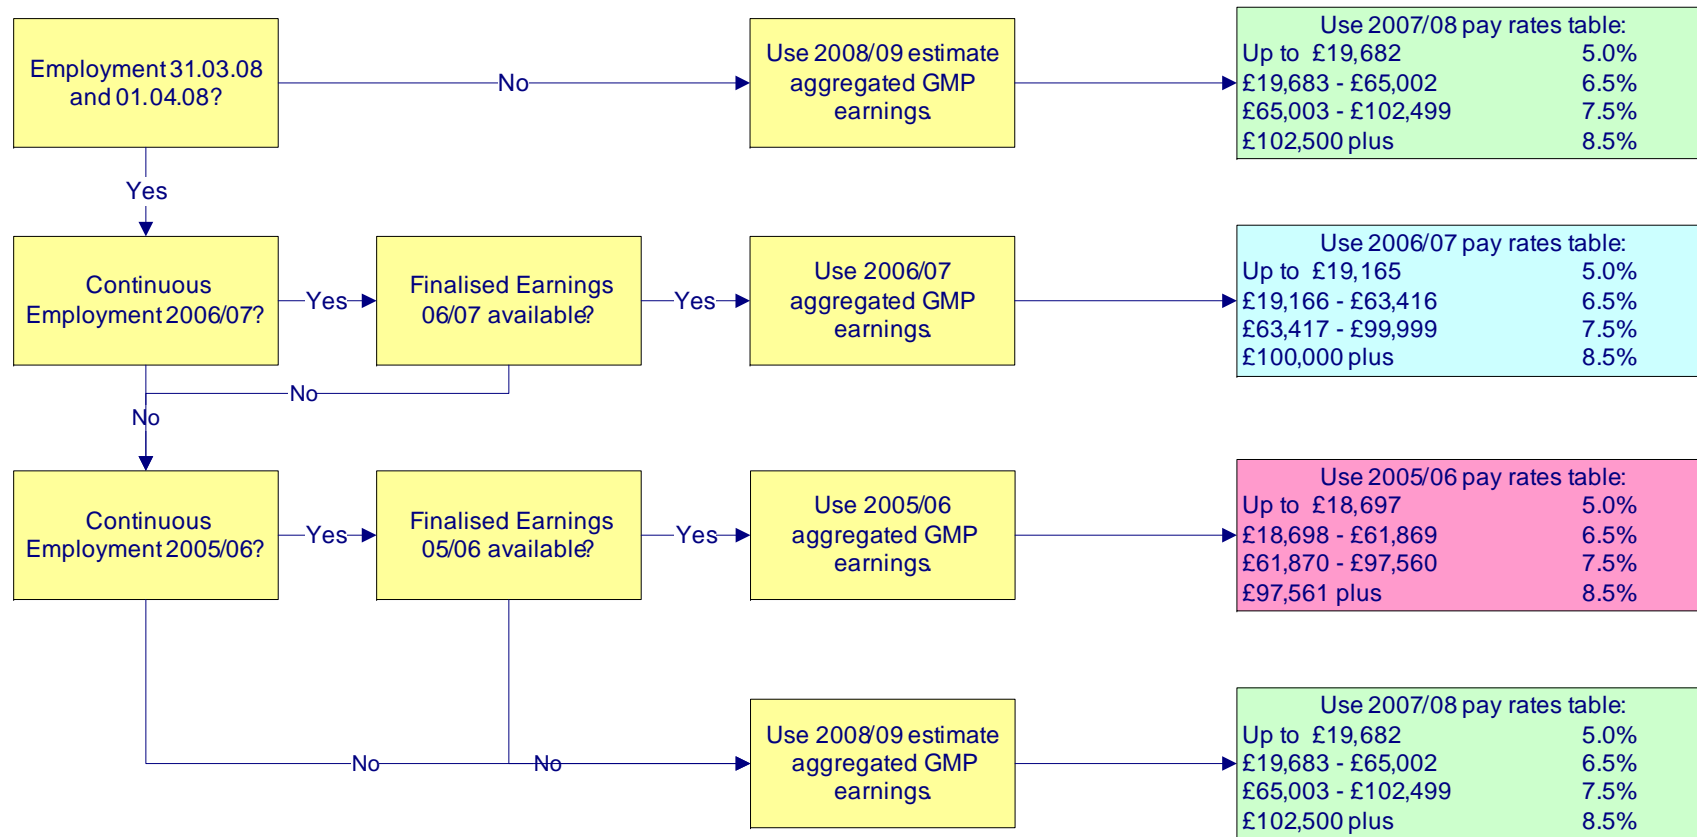 Employment 31.03.08
and 01.04.08?
No
Use 2008/09 estimate
aggregated GMP
earnings.
Use 2007/08 pay rates table:
Up to £19,682 5.0%
£19,683 - £65,002 6.5%
£65,003 - £102,499 7.5%
£102,500 plus 8.5%
Yes
Continuous
Employment 2006/07?
Yes
Finalised Earnings
06/07 available?
Yes
Use 2006/07
aggregated GMP
earnings.
Use 2006/07 pay rates table:
Up to £19,165 5.0%
£19,166 - £63,416 6.5%
£63,417 - £99,999 7.5%
£100,000 plus 8.5%
No
No
Continuous
Employment 2005/06?
Yes
Finalised Earnings
05/06 available?
Yes
Use 2005/06
aggregated GMP
earnings.
Use 2005/06 pay rates table:
Up to £18,697 5.0%
£18,698 - £61,869 6.5%
£61,870 - £97,560 7.5%
£97,561 plus 8.5%
No
No
Use 2008/09 estimate
aggregated GMP
earnings.
Use 2007/08 pay rates table:
Up to £19,682 5.0%
£19,683 - £65,002 6.5%
£65,003 - £102,499 7.5%
£102,500 plus 8.5%